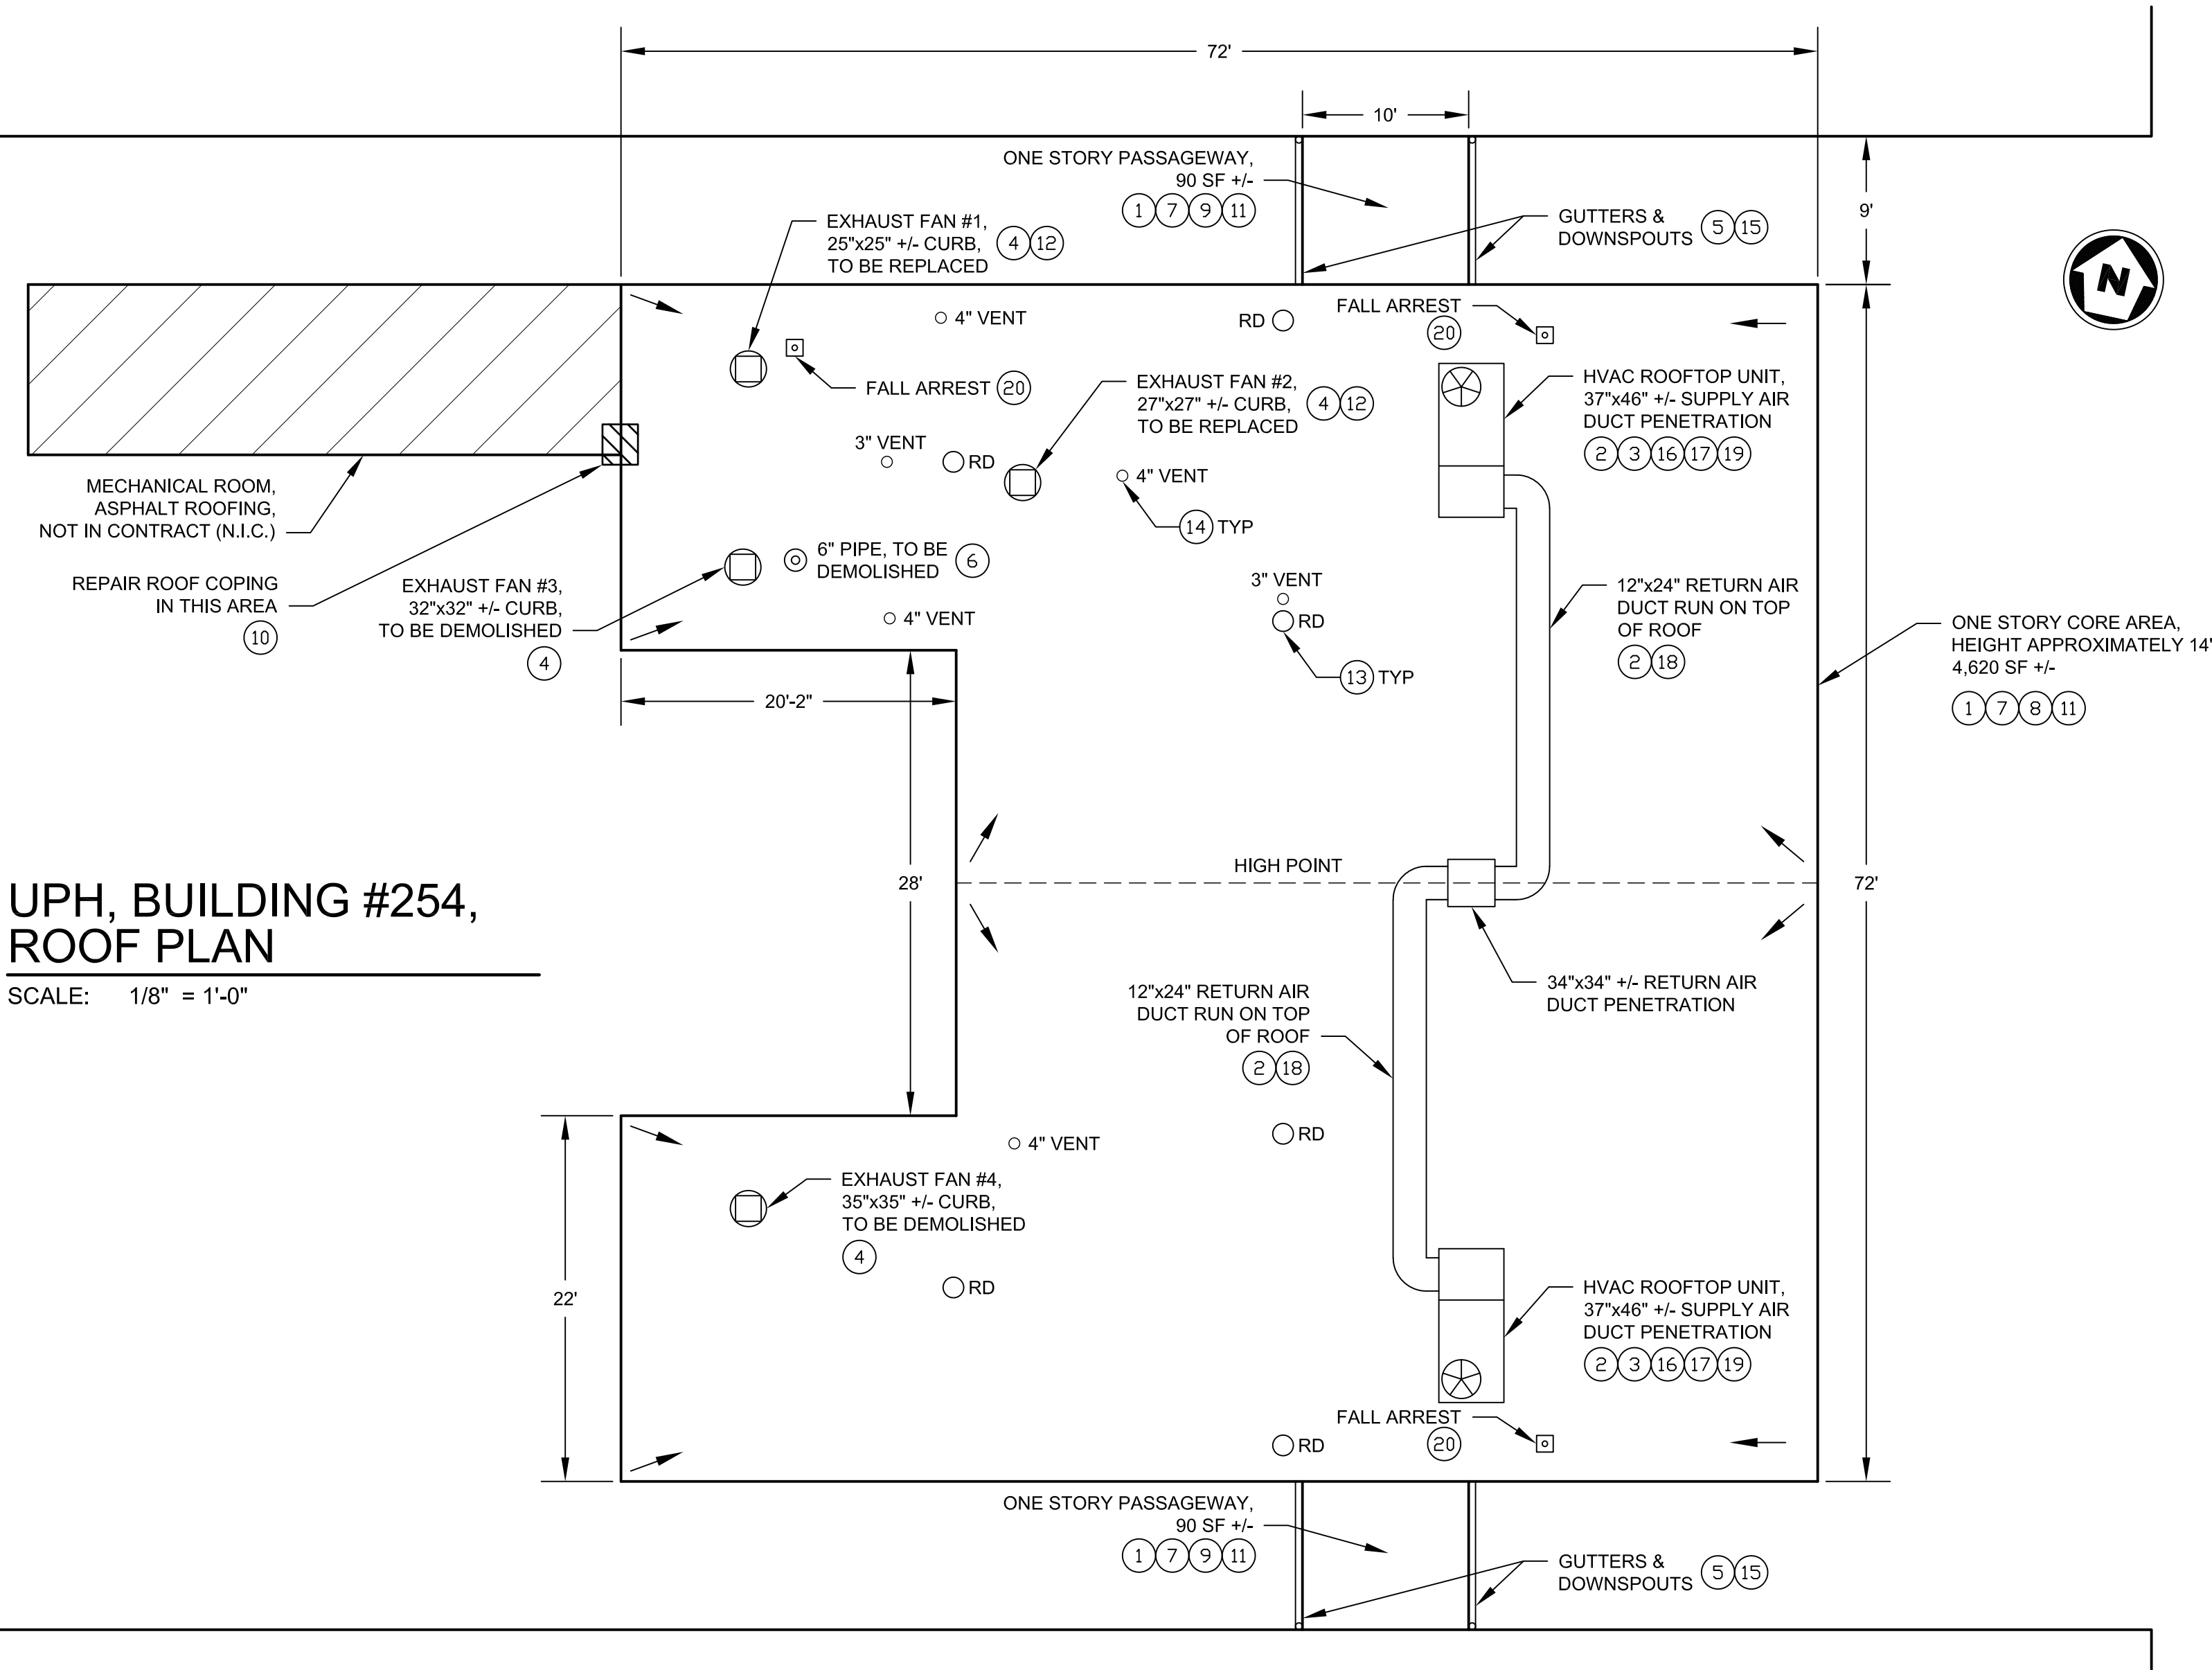 72'
10'
ONE STORY PASSAGEWAY,
90 SF +/-
1 7 9 11
GUTTERS &
DOWNSPOUTS
5 15
9'
N
EXHAUST FAN #1,
25"x25" +/- CURB,
TO BE REPLACED
4 12
4" VENT
RD
FALL ARREST
20
FALL ARREST
20
EXHAUST FAN #2,
27"x27" +/- CURB,
TO BE REPLACED
4 12
HVAC ROOFTOP UNIT,
37"x46" +/- SUPPLY AIR
DUCT PENETRATION
2 3 16 17 19
3" VENT
RD
4" VENT
14 TYP
MECHANICAL ROOM,
ASPHALT ROOFING,
NOT IN CONTRACT (N.I.C.)
REPAIR ROOF COPING
IN THIS AREA
10
EXHAUST FAN #3,
32"x32" +/- CURB,
TO BE DEMOLISHED
4
6" PIPE, TO BE
DEMOLISHED
6
4" VENT
3" VENT
RD
13 TYP
12"x24" RETURN AIR
DUCT RUN ON TOP
OF ROOF
2 18
ONE STORY CORE AREA,
HEIGHT APPROXIMATELY 14'
4,620 SF +/-
1 7 8 11
20'-2"
28'
HIGH POINT
72'
UPH, BUILDING #254,
ROOF PLAN
SCALE: 1/8" = 1'-0"
12"x24" RETURN AIR
DUCT RUN ON TOP
OF ROOF
2 18
34"x34" +/- RETURN AIR
DUCT PENETRATION
4" VENT
RD
EXHAUST FAN #4,
35"x35" +/- CURB,
TO BE DEMOLISHED
4
RD
22'
HVAC ROOFTOP UNIT,
37"x46" +/- SUPPLY AIR
DUCT PENETRATION
2 3 16 17 19
FALL ARREST
20
RD
ONE STORY PASSAGEWAY,
90 SF +/-
1 7 9 11
GUTTERS &
DOWNSPOUTS
5 15